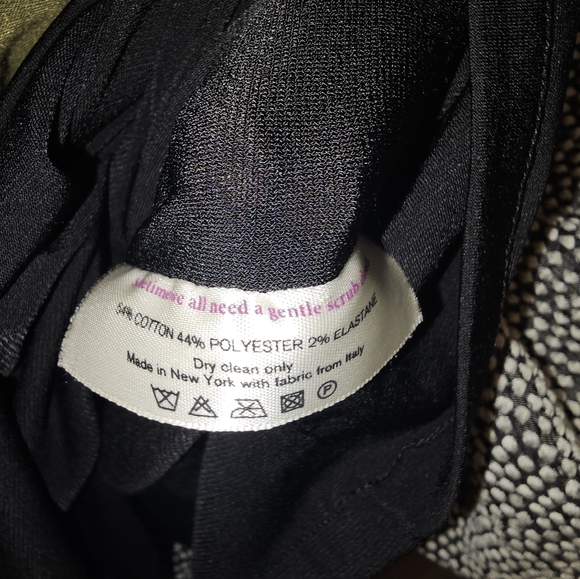 all need a gentle scrub
54% COTTON 44% POLYESTER 2% ELASTANE
Dry clean only
Made in New York with fabric from Italy
P